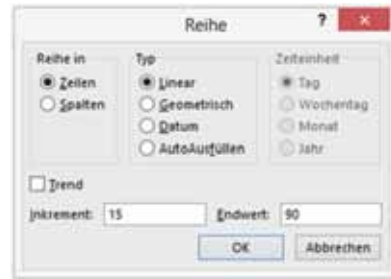 Reihe ?
Reihe in
Zeilen
Spalten
Typ
Linear
Geometrisch
Datum
AutoAusfüllen
Zeiteinheit
Tag
Wochentag
Monat
Jahr
Trend
Inkrement: 15 Endwert: 90
OK Abbrechen